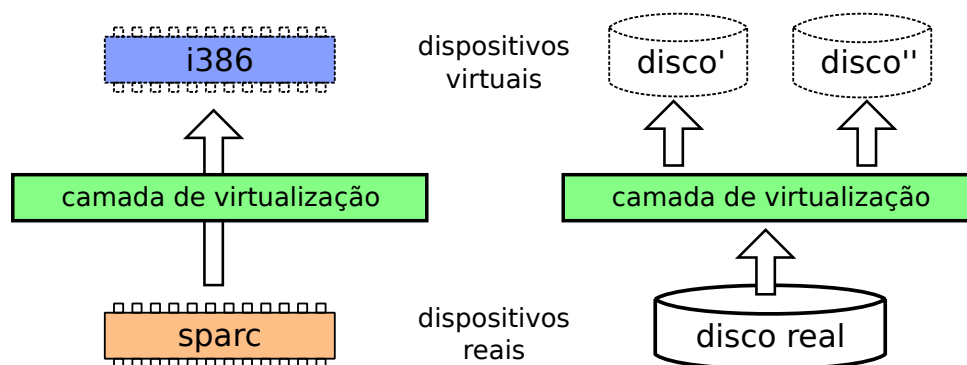 i386
dispositivos
virtuais
disco'
disco''
camada de virtualização
camada de virtualização
sparc
dispositivos
reais
disco real